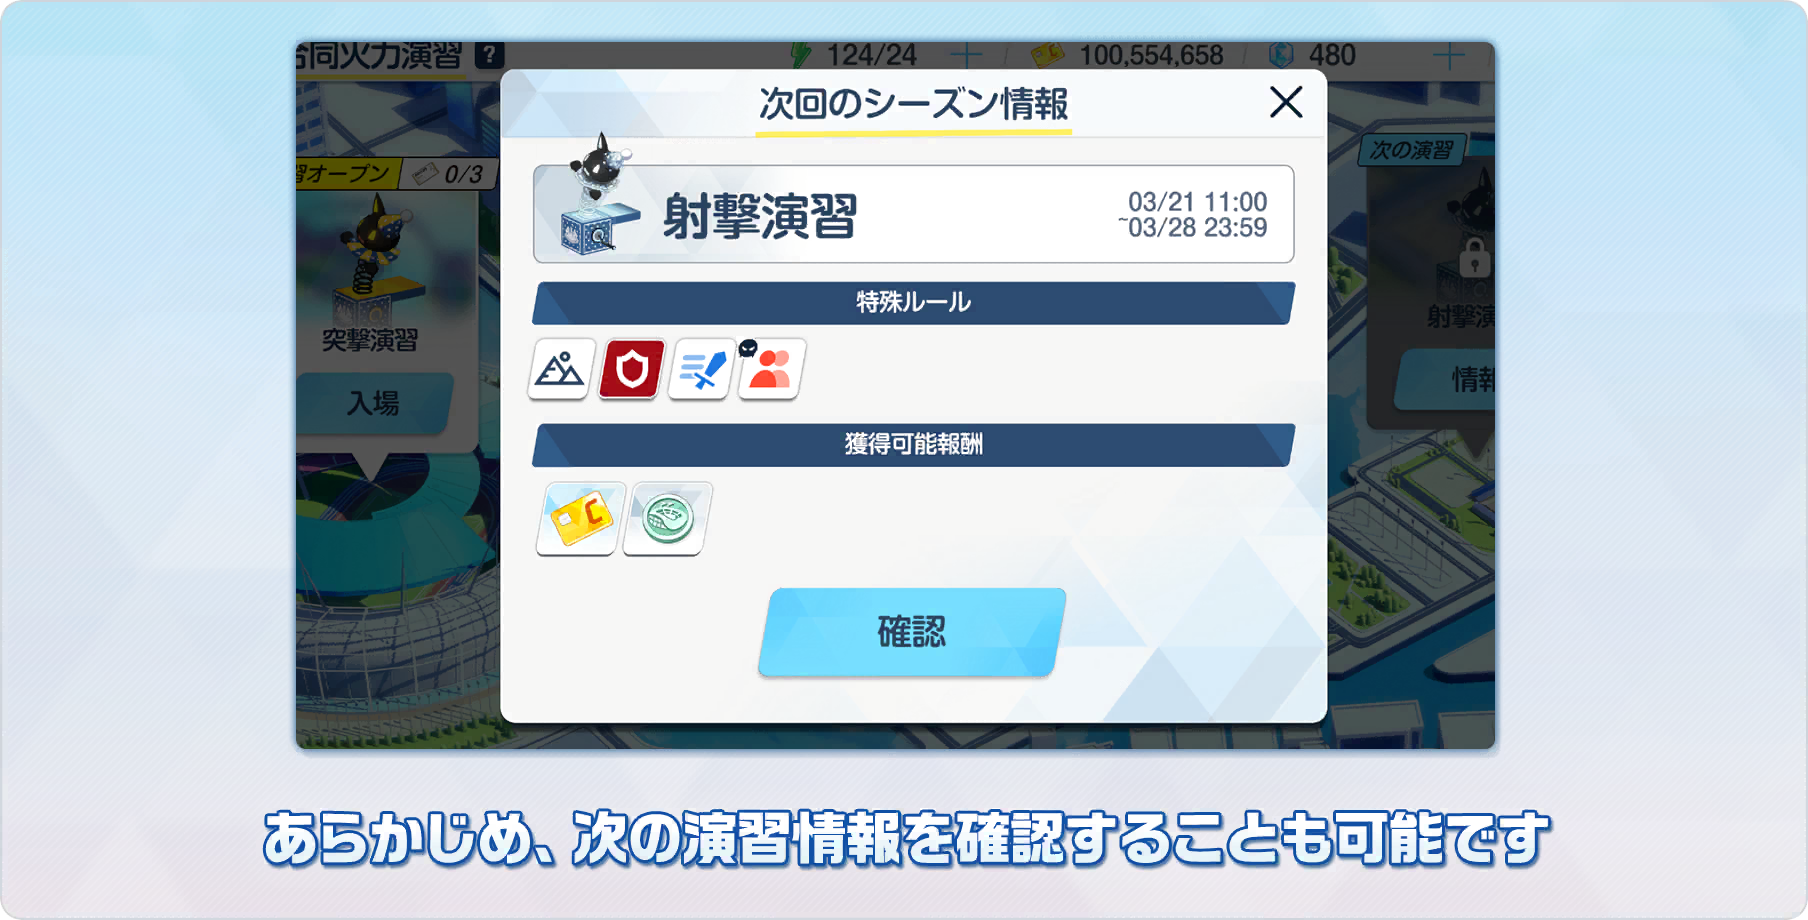 合同火力演習 ?
124/24
100,554,658
480
次回のシーズン情報
習オープン
0/3
次の演習
射撃演習
03/21 11:00
~03/28 23:59
突撃演習
入場
特殊ルール
射撃演
情報
獲得可能報酬
確認
あらかじめ、次の演習情報を確認することも可能です